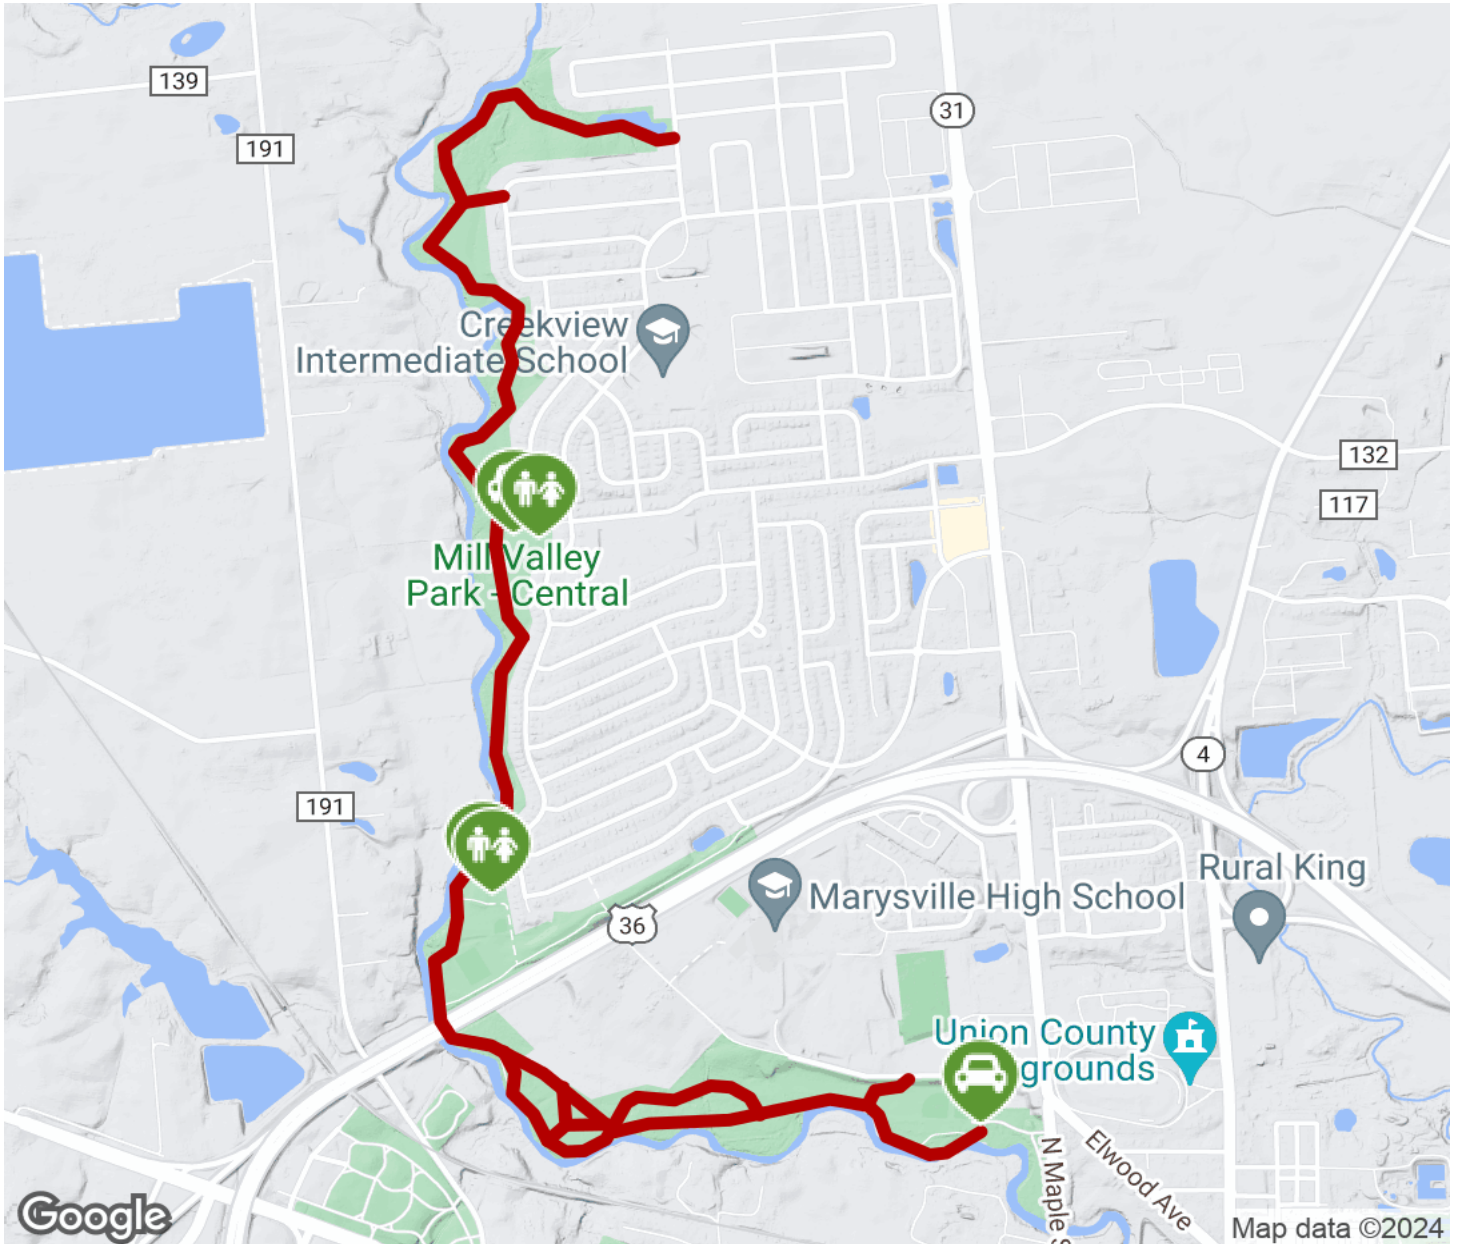 139
31
191
Creekview
Intermediate School
132
117
Mill Valley
Park - Central
4
191
Rural King
Marysville High School
36
Union County
grounds
N Maple S
Elwood Ave
Google
Map data ©2024